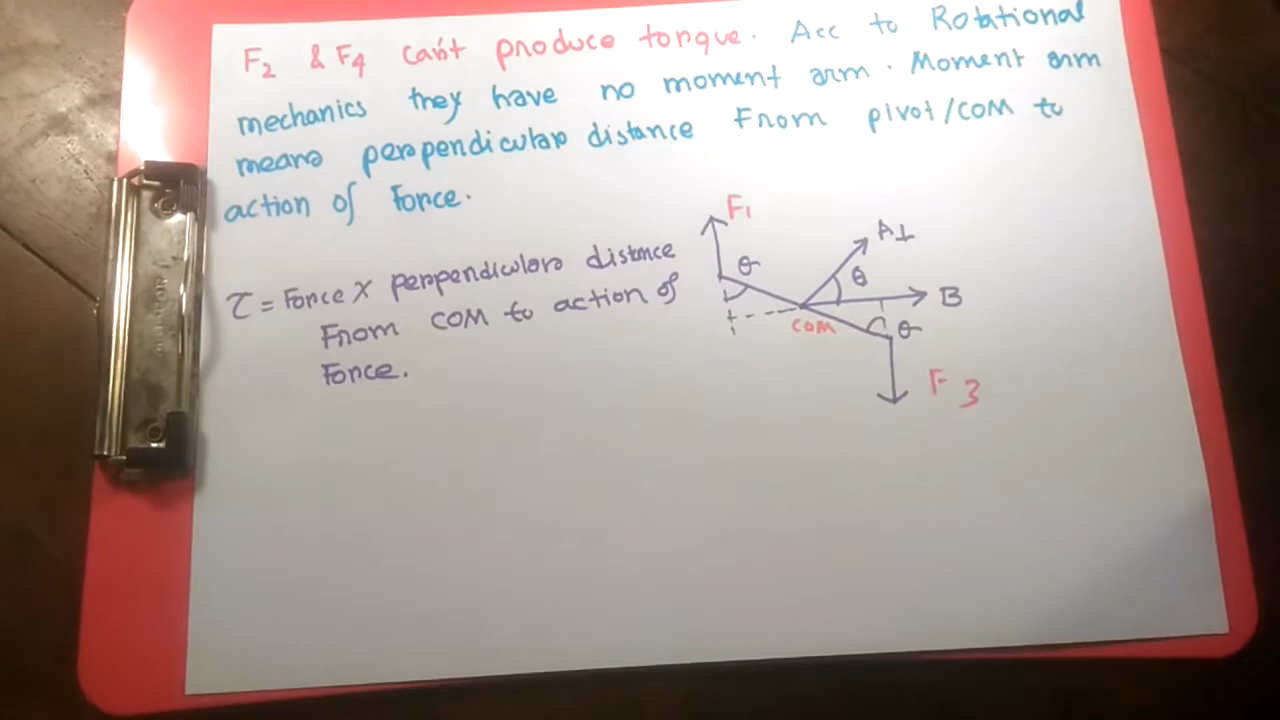 F2 & F4 can't produce torque. Acc to Rotational
mechanics they have no moment arm. Moment arm
means perpendicular distance From pivot/COM to
action of Force.
τ = Force X perpendicular distance
From COM to action of
Force.
F1
θ
A⊥
θ
B
COM
θ
F3